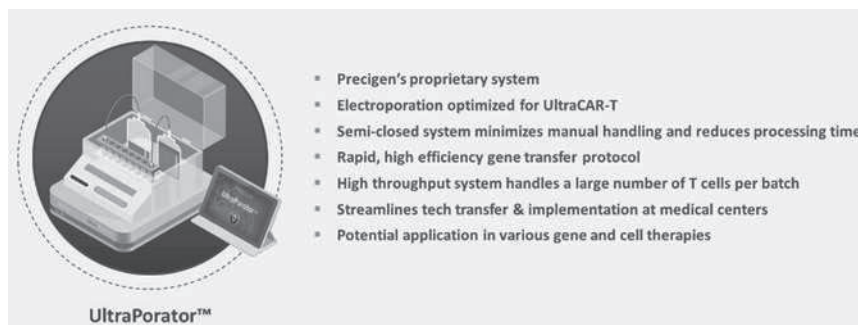 Precigen's proprietary system
Electroporation optimized for UltraCAR-T
Semi-closed system minimizes manual handling and reduces processing time
Rapid, high efficiency gene transfer protocol
High throughput system handles a large number of T cells per batch
Streamlines tech transfer & implementation at medical centers
Potential application in various gene and cell therapies
UltraPorator
UltraPorator™